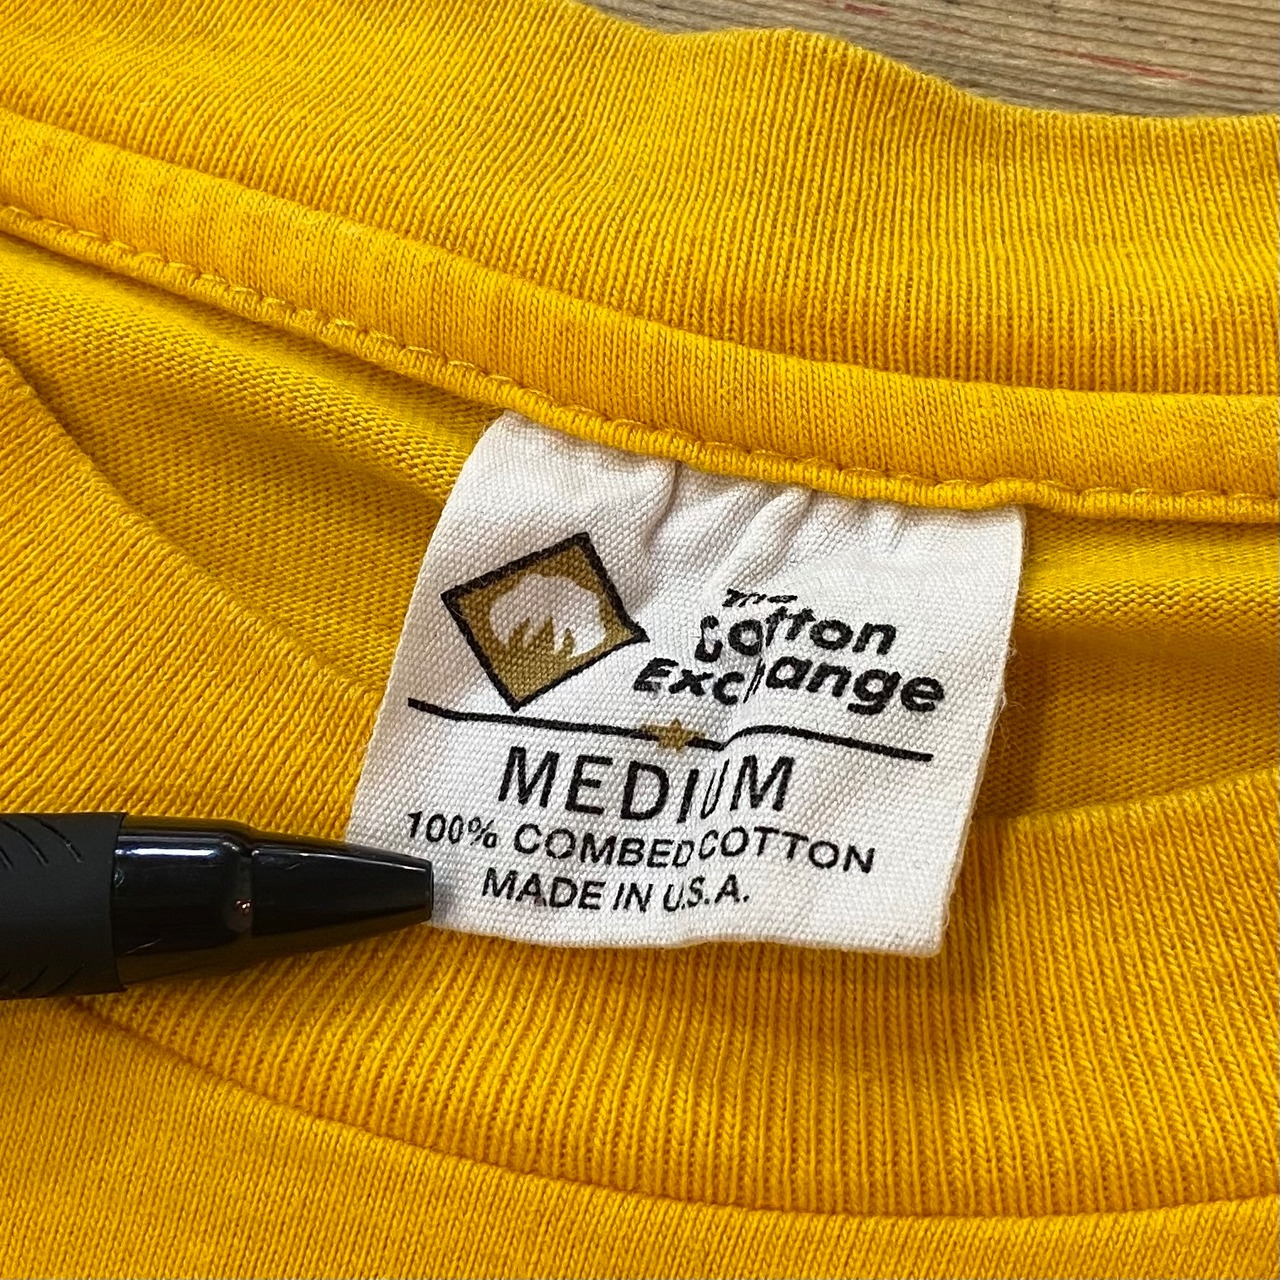 The
Cotton
Exchange
MEDIUM
100% COMBED COTTON
MADE IN U.S.A.